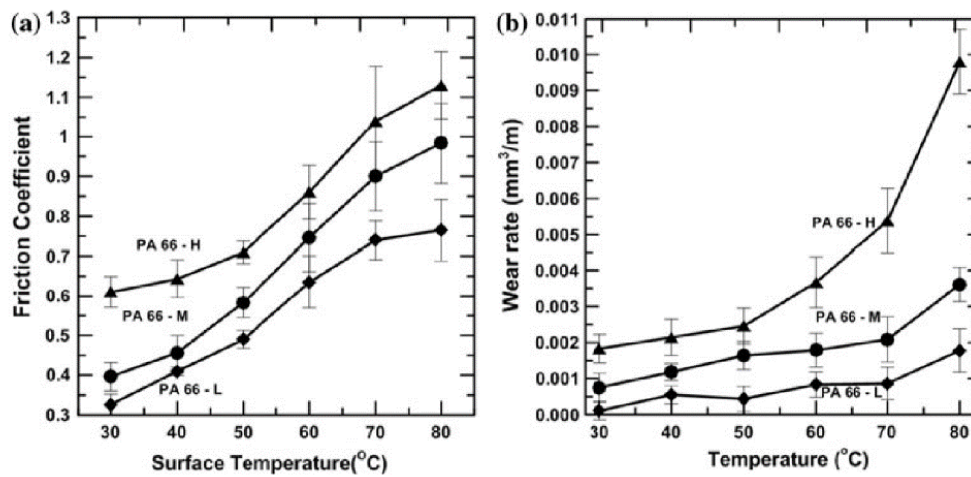 (a)
1.3
1.2
1.1
1
0.9
0.8
0.7
0.6
0.5
0.4
0.3
Friction Coefficient
PA 66 - H
PA 66 - M
PA 66 - L
30 40 50 60 70 80
Surface Temperature(°C)
(b)
0.011
0.010
0.009
0.008
0.007
0.006
0.005
0.004
0.003
0.002
0.001
0.000
Wear rate (mm³/m)
PA 66 - H
PA 66 - M
PA 66 - L
30 40 50 60 70 80
Temperature (°C)